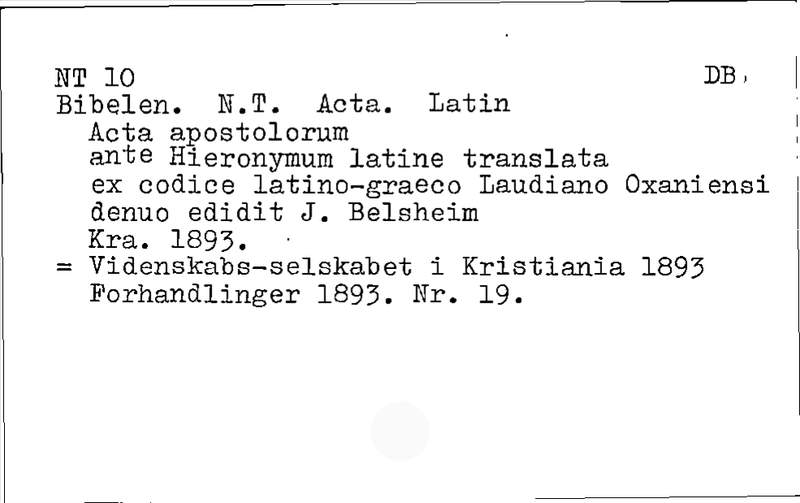 NT 10 DB,
Bibelen. N.T. Acta. Latin
Acta apostolorum
ante Hieronymum latine translata
ex codice latino-graeco Laudiano Oxaniensi
denuo edidit J. Belsheim
Kra. 1893.
= Videnskabs-selskabet i Kristiania 1893
Forhandlinger 1893. Nr. 19.